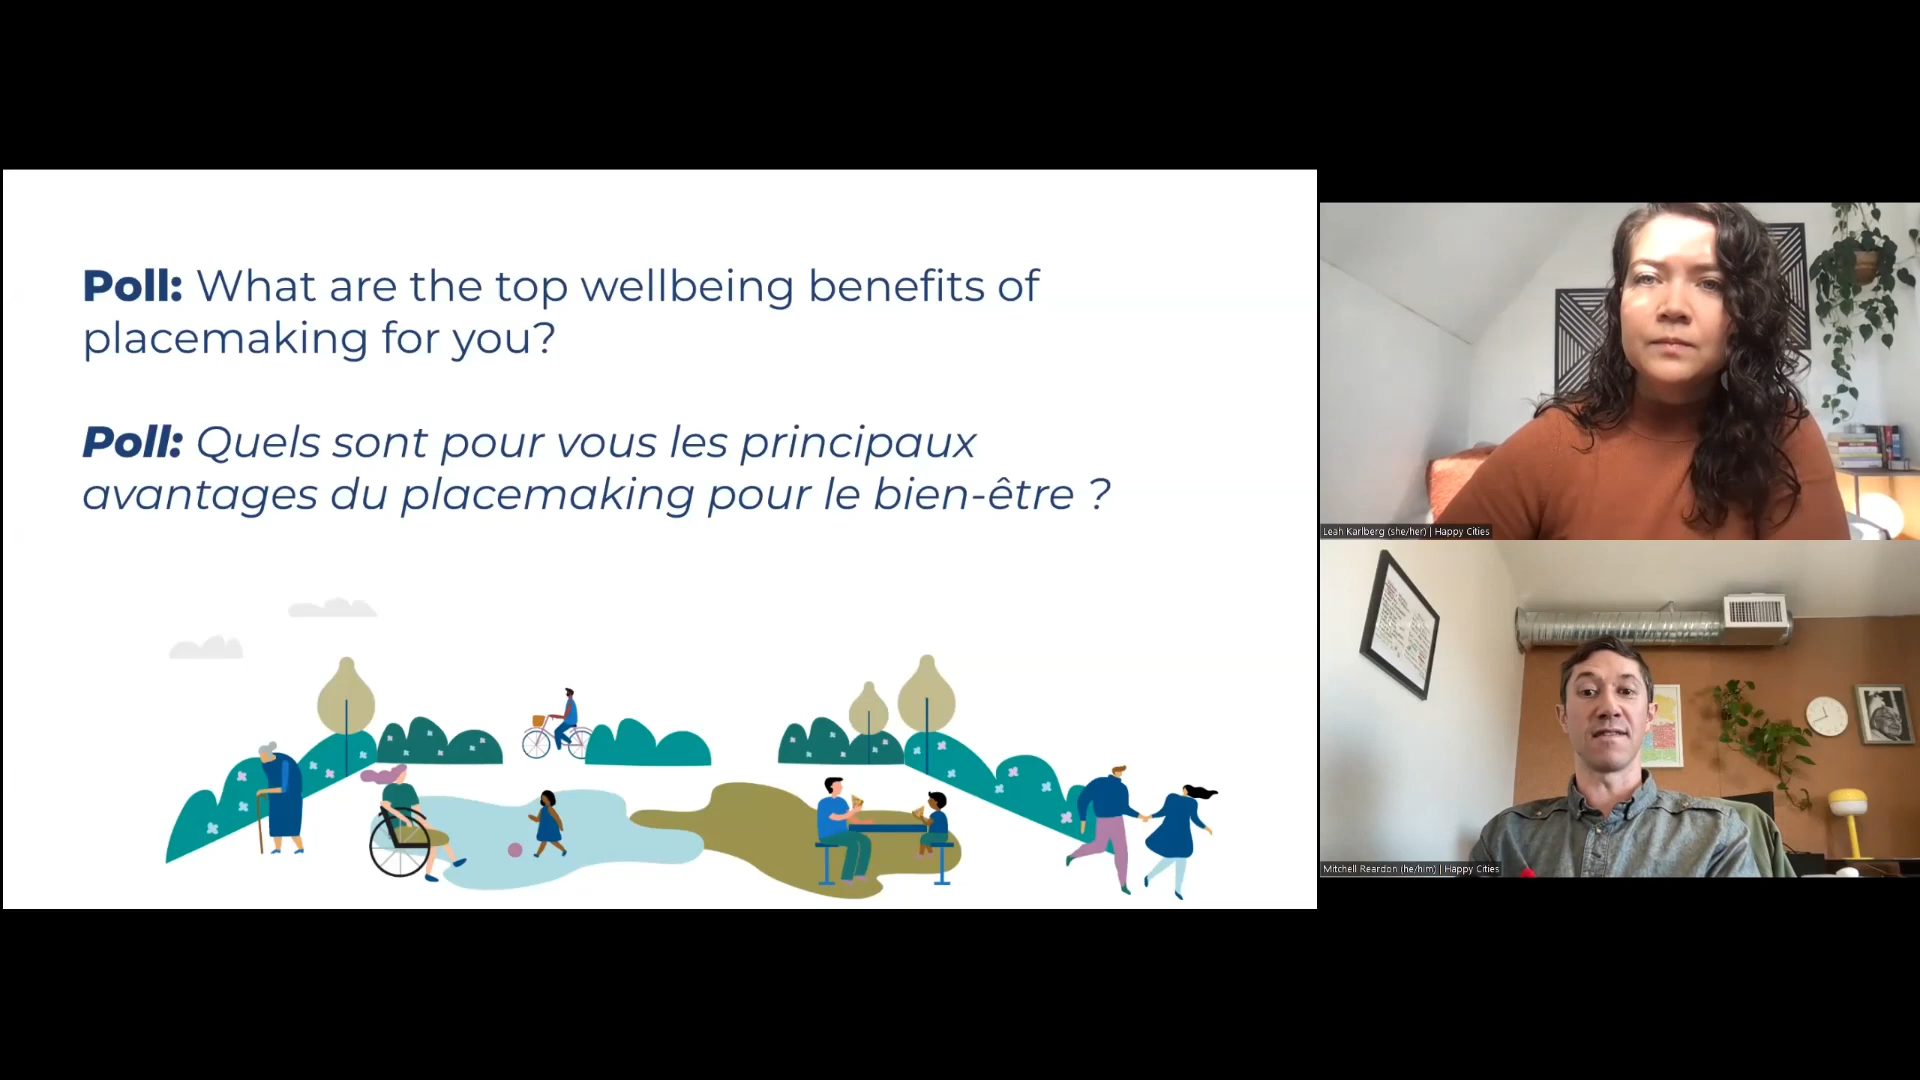 Poll: What are the top wellbeing benefits of
placemaking for you?
Poll: Quels sont pour vous les principaux
avantages du placemaking pour le bien-être ?
Leah Karlberg (she/her) | Happy Cities
Mitchell Reardon (he/him) | Happy Cities